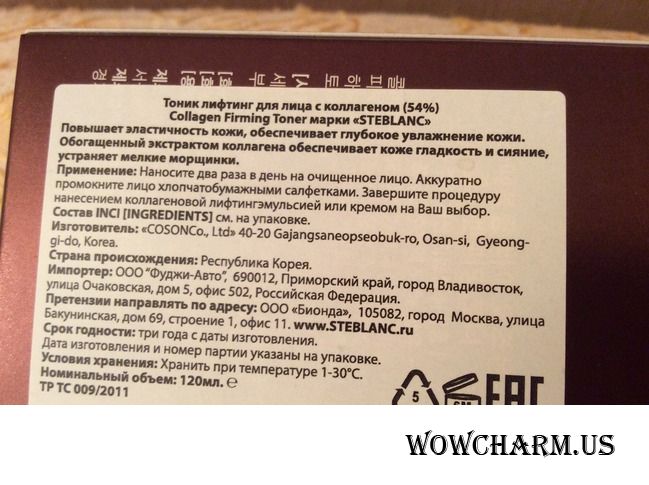 Тоник лифтинг для лица с коллагеном (54%)
Collagen Firming Toner марки «STEBLANC»
Повышает эластичность кожи, обеспечивает глубокое увлажнение кожи.
Обогащенный экстрактом коллагена обеспечивает коже гладкость и сияние,
устраняет мелкие морщинки.
Применение: Наносите два раза в день на очищенное лицо. Аккуратно
промокните лицо хлопчатобумажными салфетками. Завершите процедуру
нанесением коллагеновой лифтингэмульсией или кремом на Ваш выбор.
Состав INCI [INGREDIENTS] см. на упаковке.
Изготовитель: «COSONCo., Ltd» 40-20 Gajangsaneopseobuk-ro, Osan-si, Gyeong-
gi-do, Korea.
Страна происхождения: Республика Корея.
Импортер: ООО "Фуджи-Авто", 690012, Приморский край, город Владивосток,
улица Очаковская, дом 5, офис 502, Российская Федерация.
Претензии направлять по адресу: ООО «Бионда», 105082, город Москва, улица
Бакунинская, дом 69, строение 1, офис 11. www.STEBLANC.ru
Срок годности: три года с даты изготовления.
Дата изготовления и номер партии указаны на упаковке.
Условия хранения: Хранить при температуре 1-30°C.
Номинальный объем: 120мл. ℮
ТР ТС 009/2011
5
6M
EAC
WOWCHARM.US